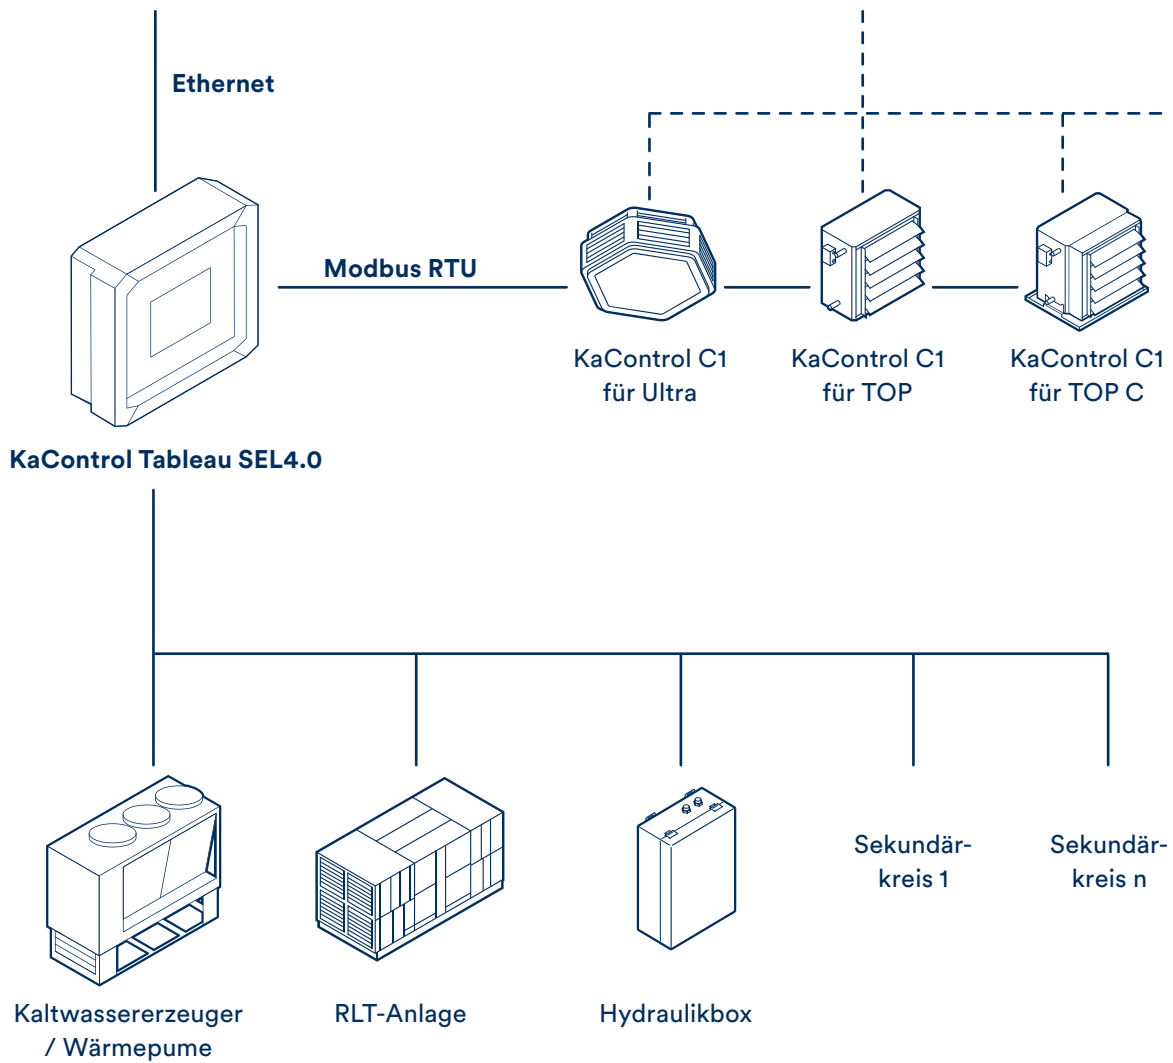 Ethernet
Modbus RTU
KaControl C1
für Ultra
KaControl C1
für TOP
KaControl C1
für TOP C
KaControl Tableau SEL4.0
Sekundär-
kreis 1
Sekundär-
kreis n
Kaltwassererzeuger
/ Wärmepume
RLT-Anlage
Hydraulikbox